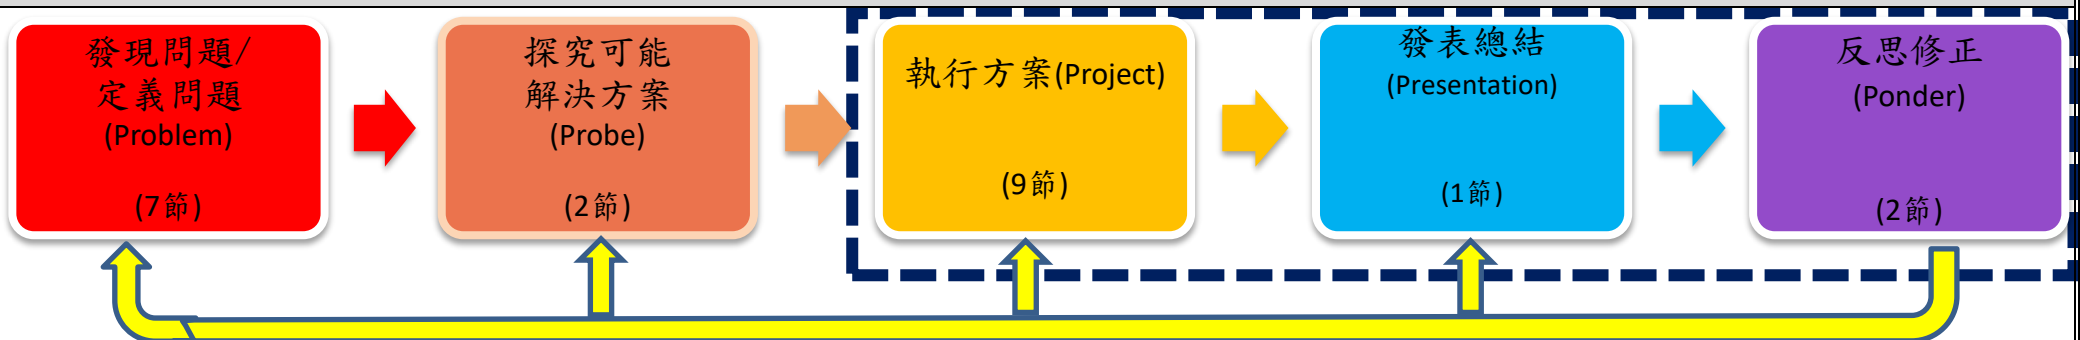 發現問題/
定義問題
(Problem)
(7節)
探究可能
解決方案
(Probe)
(2節)
執行方案(Project)
(9節)
發表總結
(Presentation)
(1節)
反思修正
(Ponder)
(2節)